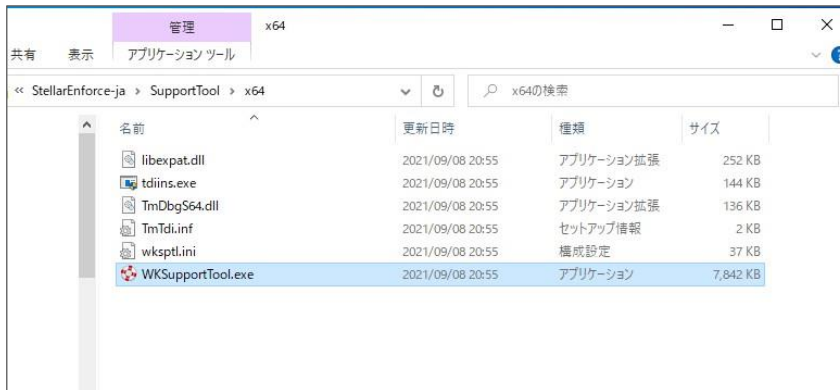 管理 x64
共有 表示 アプリケーション ツール
« StellarEnforce-ja › SupportTool › x64 x64の検索
名前 更新日時 種類 サイズ
libexpat.dll 2021/09/08 20:55 アプリケーション拡張 252 KB
tdiins.exe 2021/09/08 20:55 アプリケーション 144 KB
TmDbgS64.dll 2021/09/08 20:55 アプリケーション拡張 136 KB
TmTdi.inf 2021/09/08 20:55 セットアップ情報 2 KB
wksptl.ini 2021/09/08 20:55 構成設定 37 KB
WKSupportTool.exe 2021/09/08 20:55 アプリケーション 7,842 KB